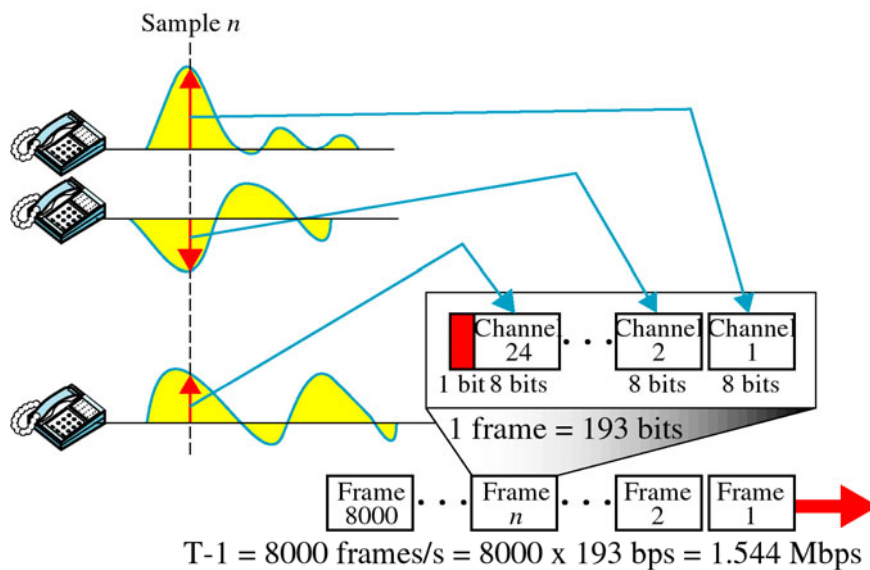 Sample n
Channel 24
Channel 2
Channel 1
. . .
1 bit 8 bits
8 bits
8 bits
1 frame = 193 bits
Frame 8000
. . .
Frame n
. . .
Frame 2
Frame 1
T-1 = 8000 frames/s = 8000 x 193 bps = 1.544 Mbps